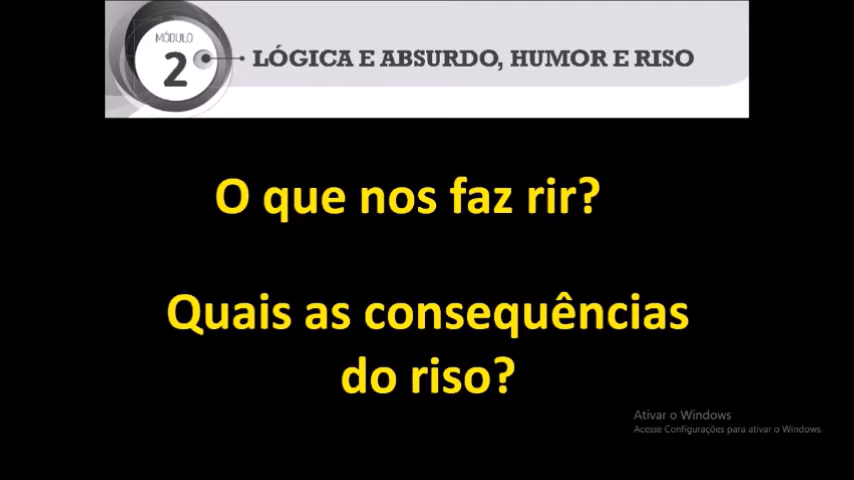 MÓDULO
2
LÓGICA E ABSURDO, HUMOR E RISO
O que nos faz rir?
Quais as consequências
do riso?
Ativar o Windows
Acesse Configurações para ativar o Windows.